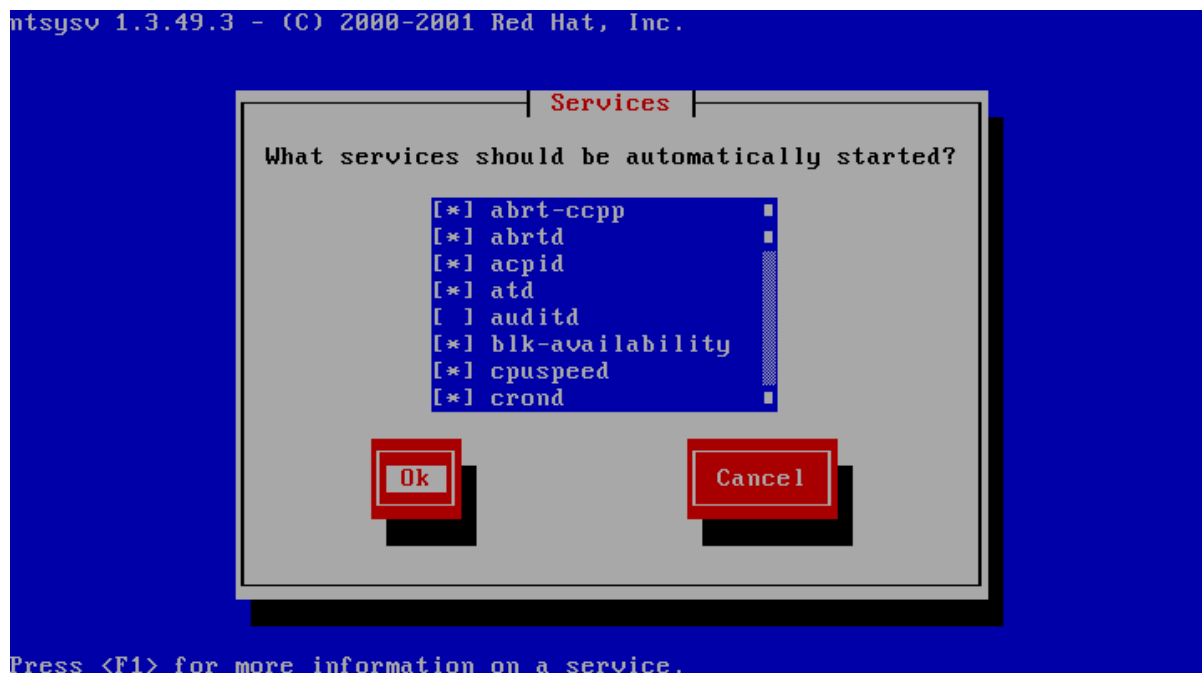 ntsysv 1.3.49.3 - (C) 2000-2001 Red Hat, Inc.
Services
What services should be automatically started?
[*] abrt-ccpp
[*] abrtd
[*] acpid
[*] atd
[ ] auditd
[*] blk-availability
[*] cpuspeed
[*] crond
Ok Cancel
Press <F1> for more information on a service.